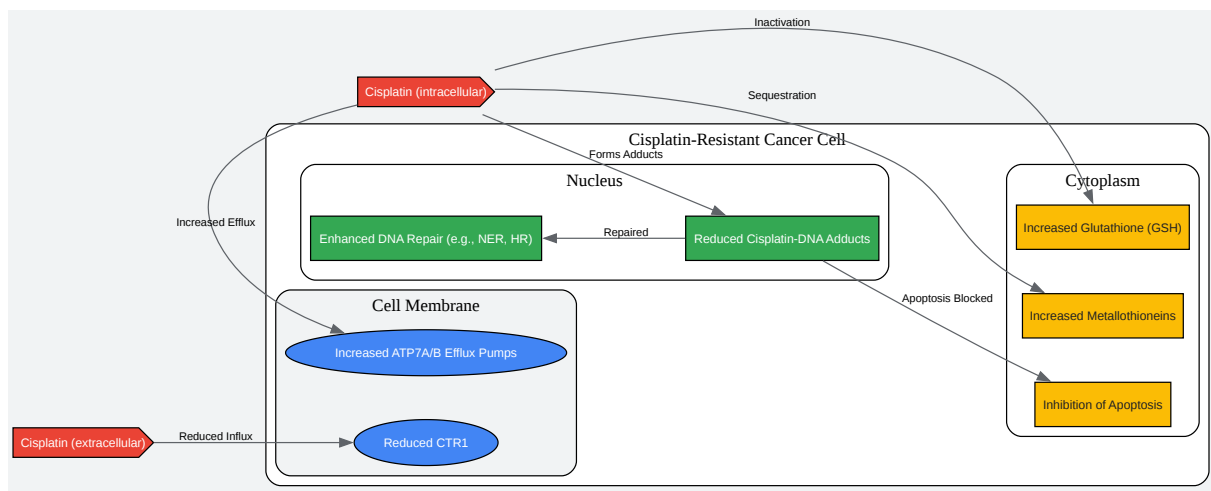 Inactivation
Cisplatin (intracellular)
Sequestration
Cisplatin-Resistant Cancer Cell
Forms Adducts
Nucleus
Cytoplasm
Increased Efflux
Enhanced DNA Repair (e.g., NER, HR)
Repaired
Reduced Cisplatin-DNA Adducts
Increased Glutathione (GSH)
Cell Membrane
Apoptosis Blocked
Increased Metallothioneins
Increased ATP7A/B Efflux Pumps
Inhibition of Apoptosis
Cisplatin (extracellular)
Reduced Influx
Reduced CTR1